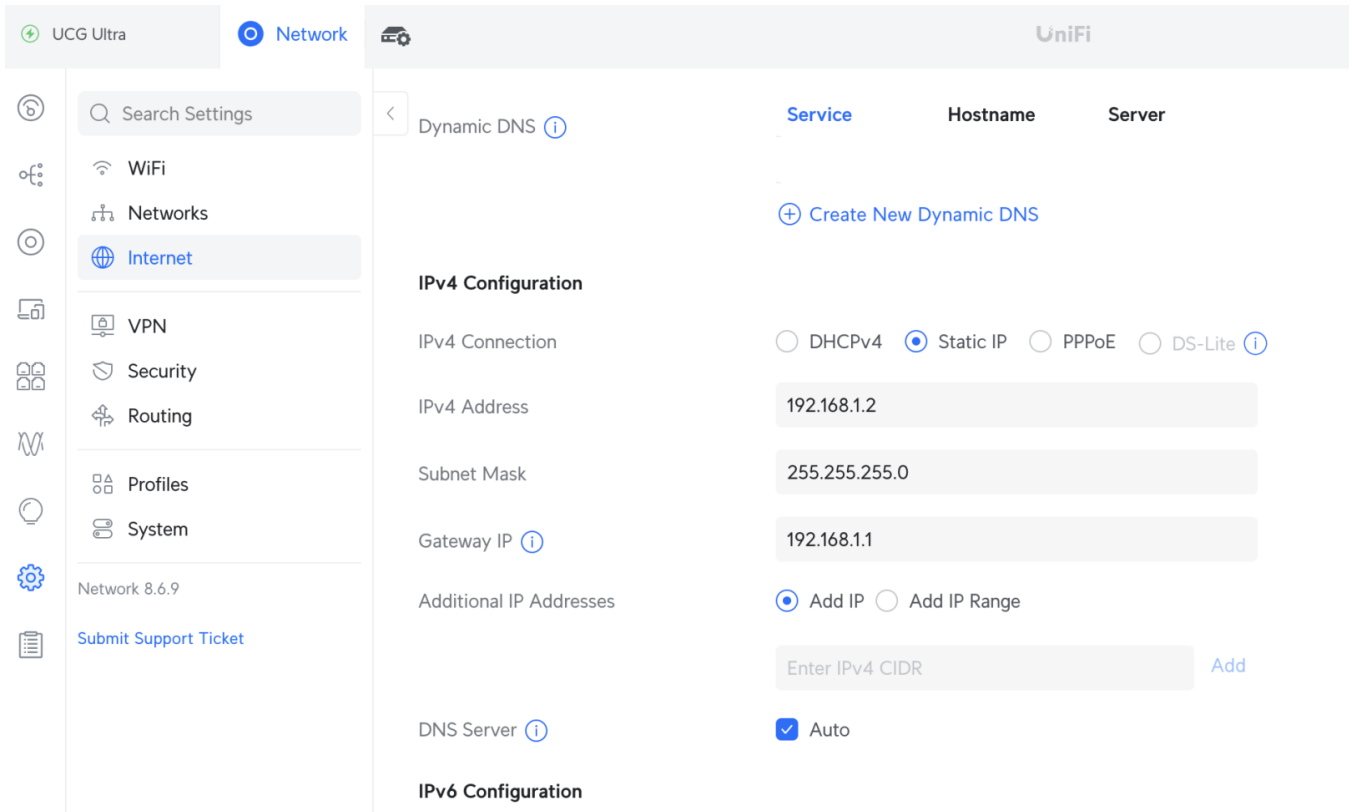 UCG Ultra
Network
UniFi
Search Settings
WiFi
Networks
Internet
VPN
Security
Routing
Profiles
System
Network 8.6.9
Submit Support Ticket
Dynamic DNS
Service Hostname Server
Create New Dynamic DNS
IPv4 Configuration
IPv4 Connection DHCPv4 Static IP PPPoE DS-Lite
IPv4 Address 192.168.1.2
Subnet Mask 255.255.255.0
Gateway IP 192.168.1.1
Additional IP Addresses Add IP Add IP Range
Enter IPv4 CIDR Add
DNS Server Auto
IPv6 Configuration